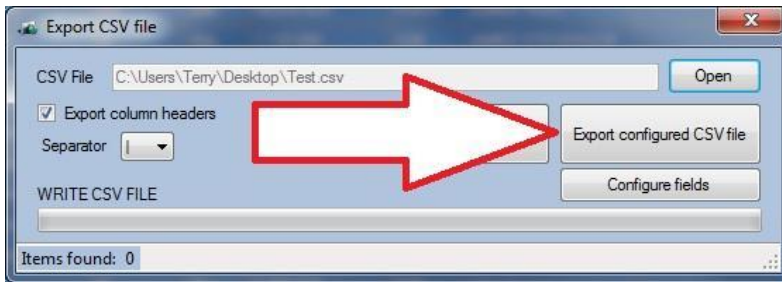 Export CSV file
CSV File C:\Users\Terry\Desktop\Test.csv Open
Export column headers
Separator | Export configured CSV file
WRITE CSV FILE Configure fields
Items found: 0